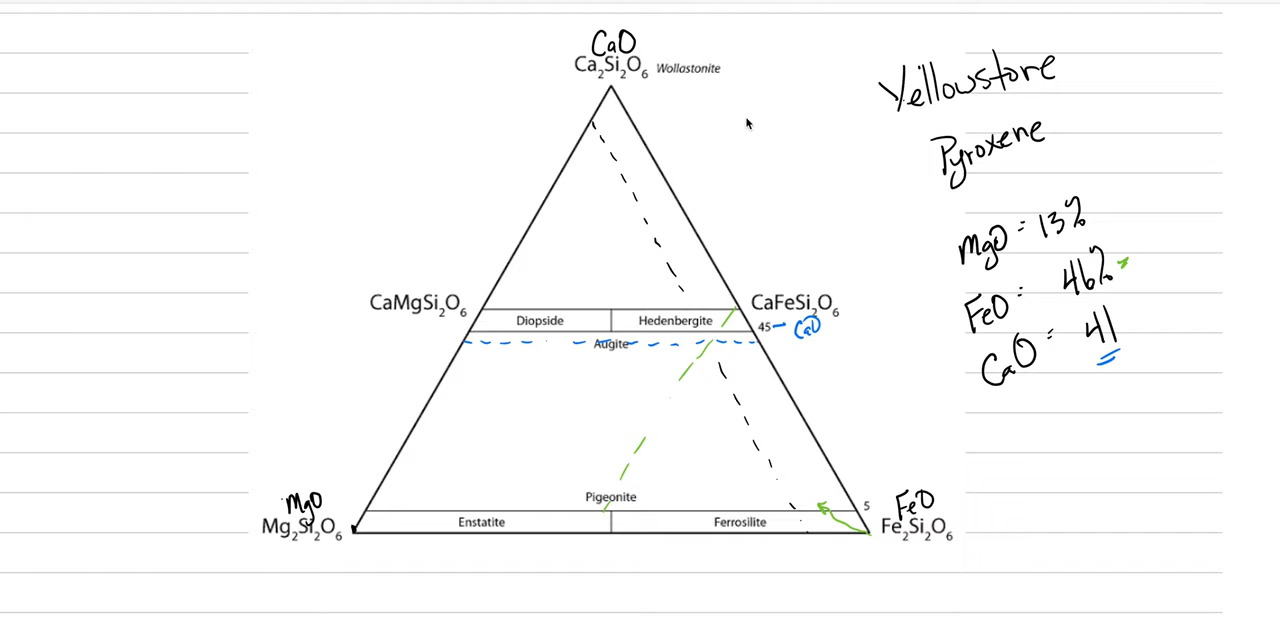 CaO
Ca₂Si₂O₆ Wollastonite
Yellowstone
Pyroxene
MgO = 13%
FeO = 46%
CaO = 41
CaMgSi₂O₆
CaFeSi₂O₆
Diopside
Hedenbergite
45 – CaO
Augite
Pigeonite
MgO
Mg₂Si₂O₆
Enstatite
Ferrosilite
5
FeO
Fe₂Si₂O₆